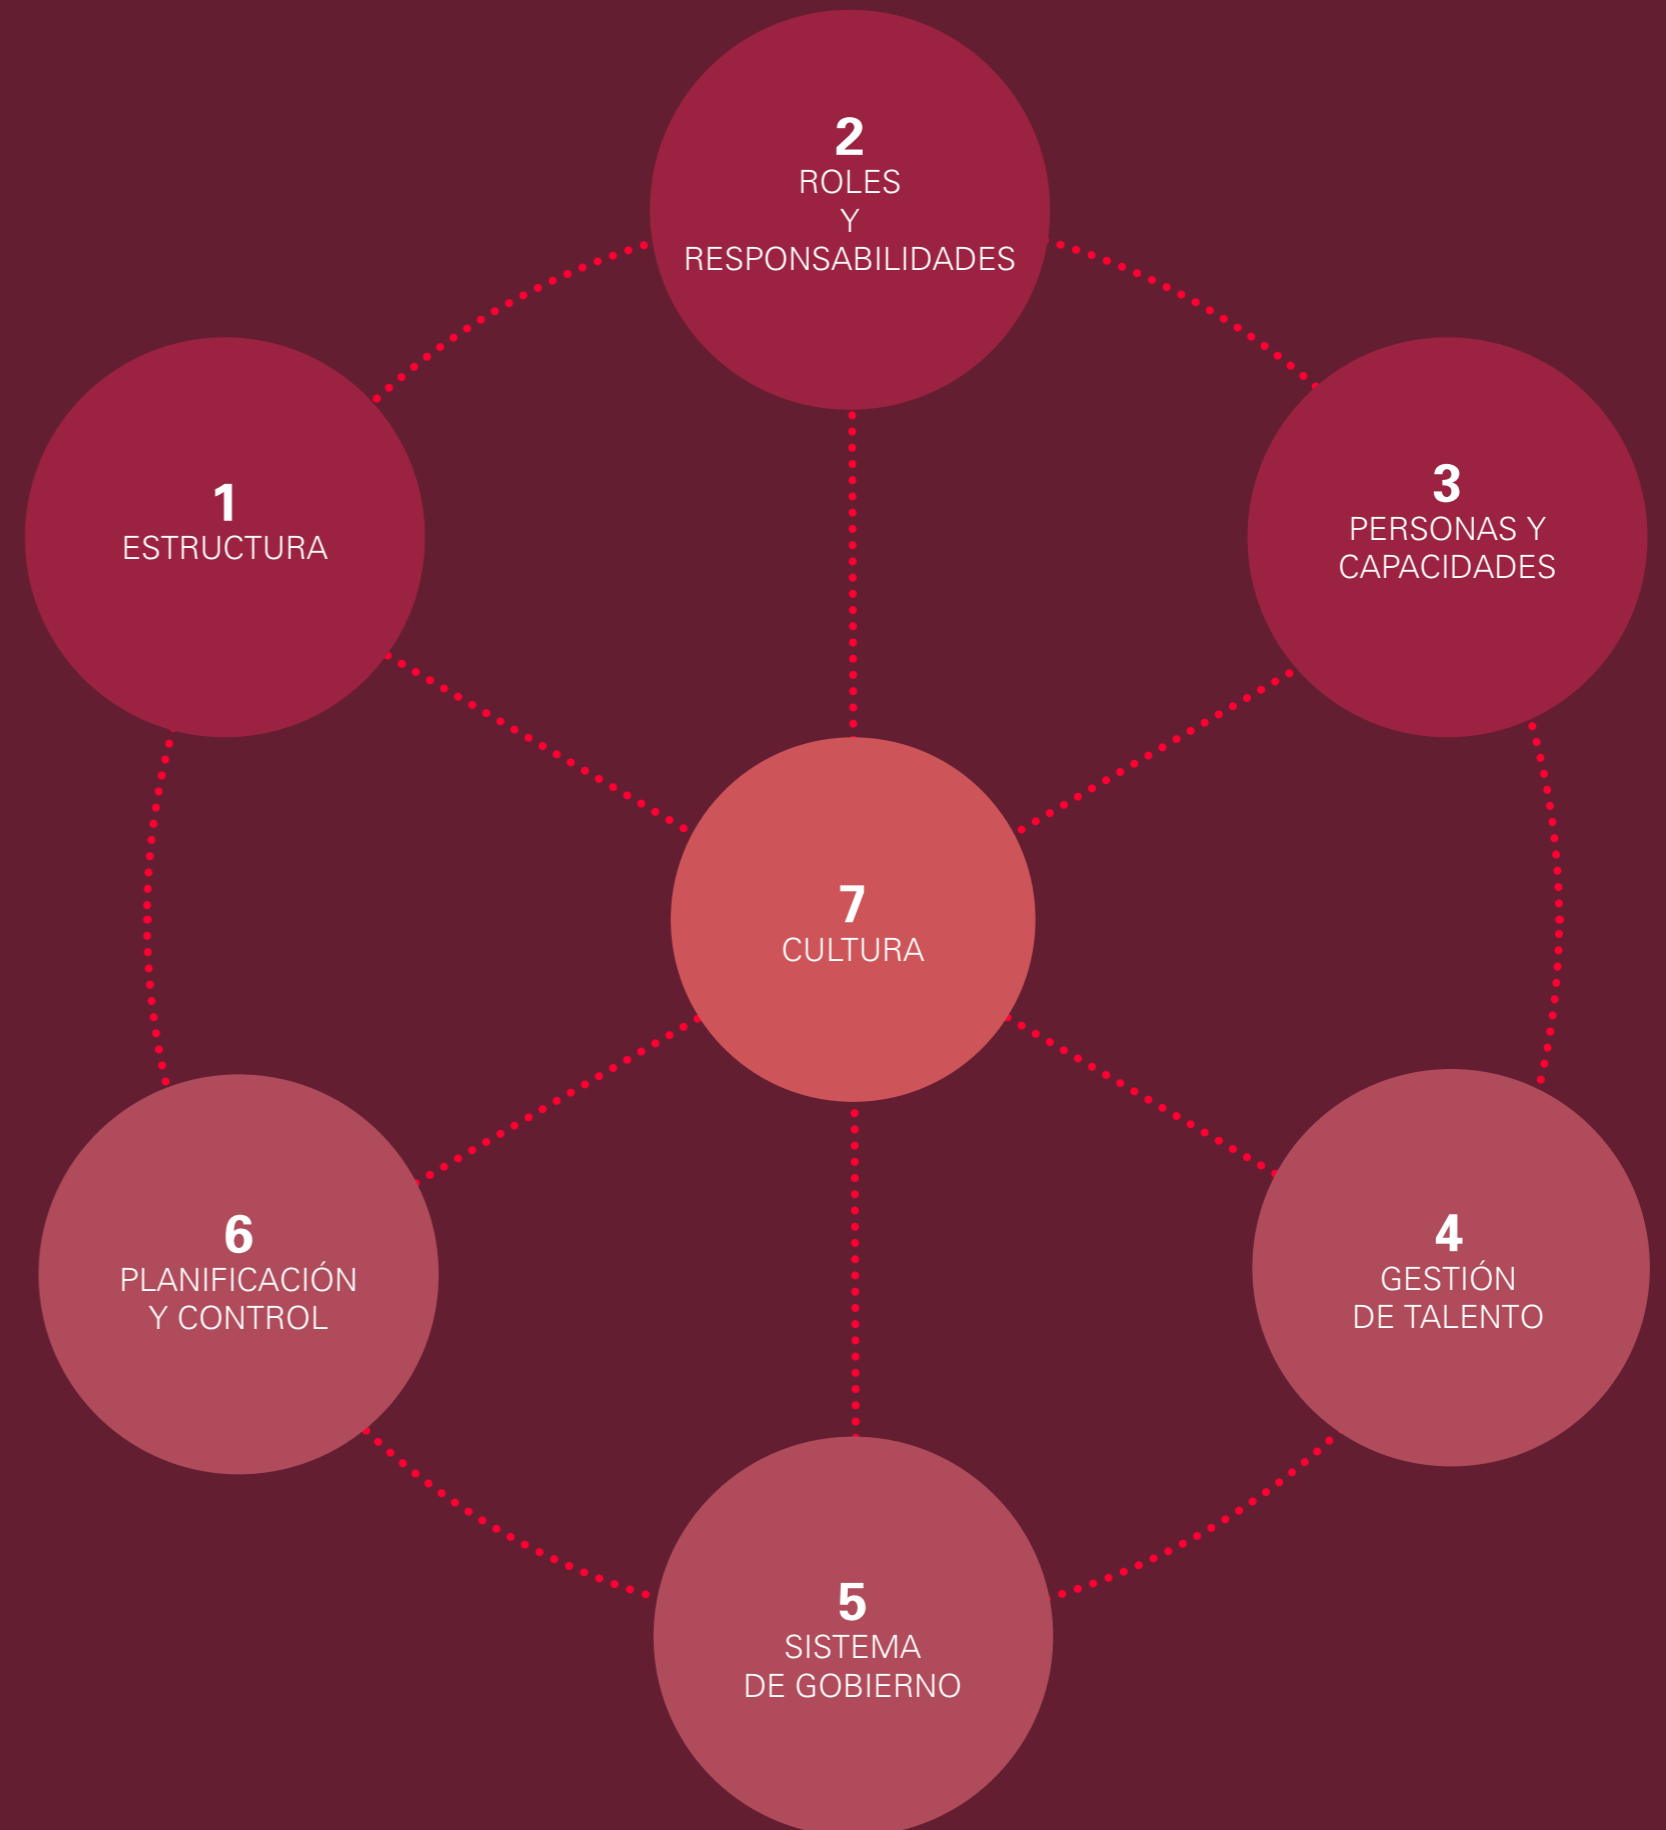 2
ROLES
Y
RESPONSABILIDADES
1
ESTRUCTURA
3
PERSONAS Y
CAPACIDADES
7
CULTURA
6
PLANIFICACIÓN
Y CONTROL
4
GESTIÓN
DE TALENTO
5
SISTEMA
DE GOBIERNO